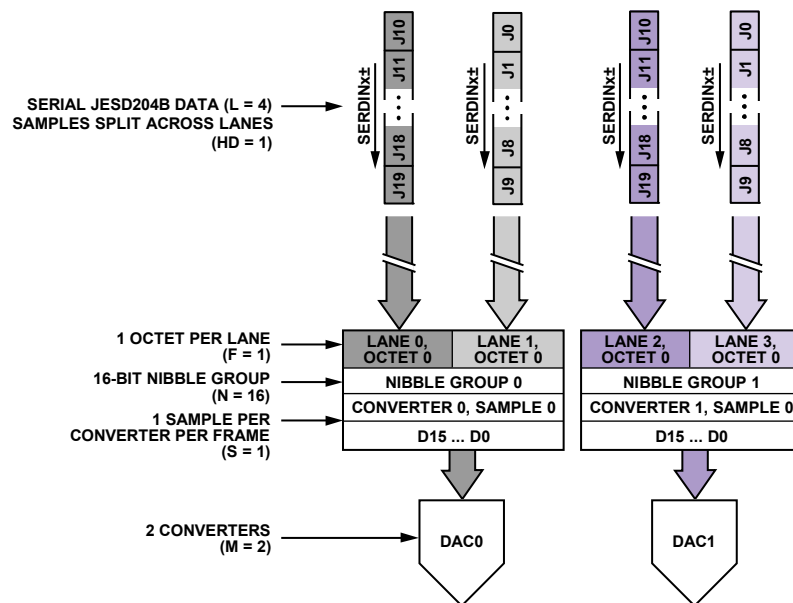 J10
J11
J18
J19
SERDINx±
J0
J1
J8
J9
SERDINx±
J10
J11
J18
J19
SERDINx±
J0
J1
J8
J9
SERDINx±
SERIAL JESD204B DATA (L = 4)
SAMPLES SPLIT ACROSS LANES
(HD = 1)
1 OCTET PER LANE
(F = 1)
LANE 0,
OCTET 0
LANE 1,
OCTET 0
LANE 2,
OCTET 0
LANE 3,
OCTET 0
16-BIT NIBBLE GROUP
(N = 16)
NIBBLE GROUP 0
NIBBLE GROUP 1
CONVERTER 0, SAMPLE 0
CONVERTER 1, SAMPLE 0
1 SAMPLE PER
CONVERTER PER FRAME
(S = 1)
D15 ... D0
D15 ... D0
2 CONVERTERS
(M = 2)
DAC0
DAC1